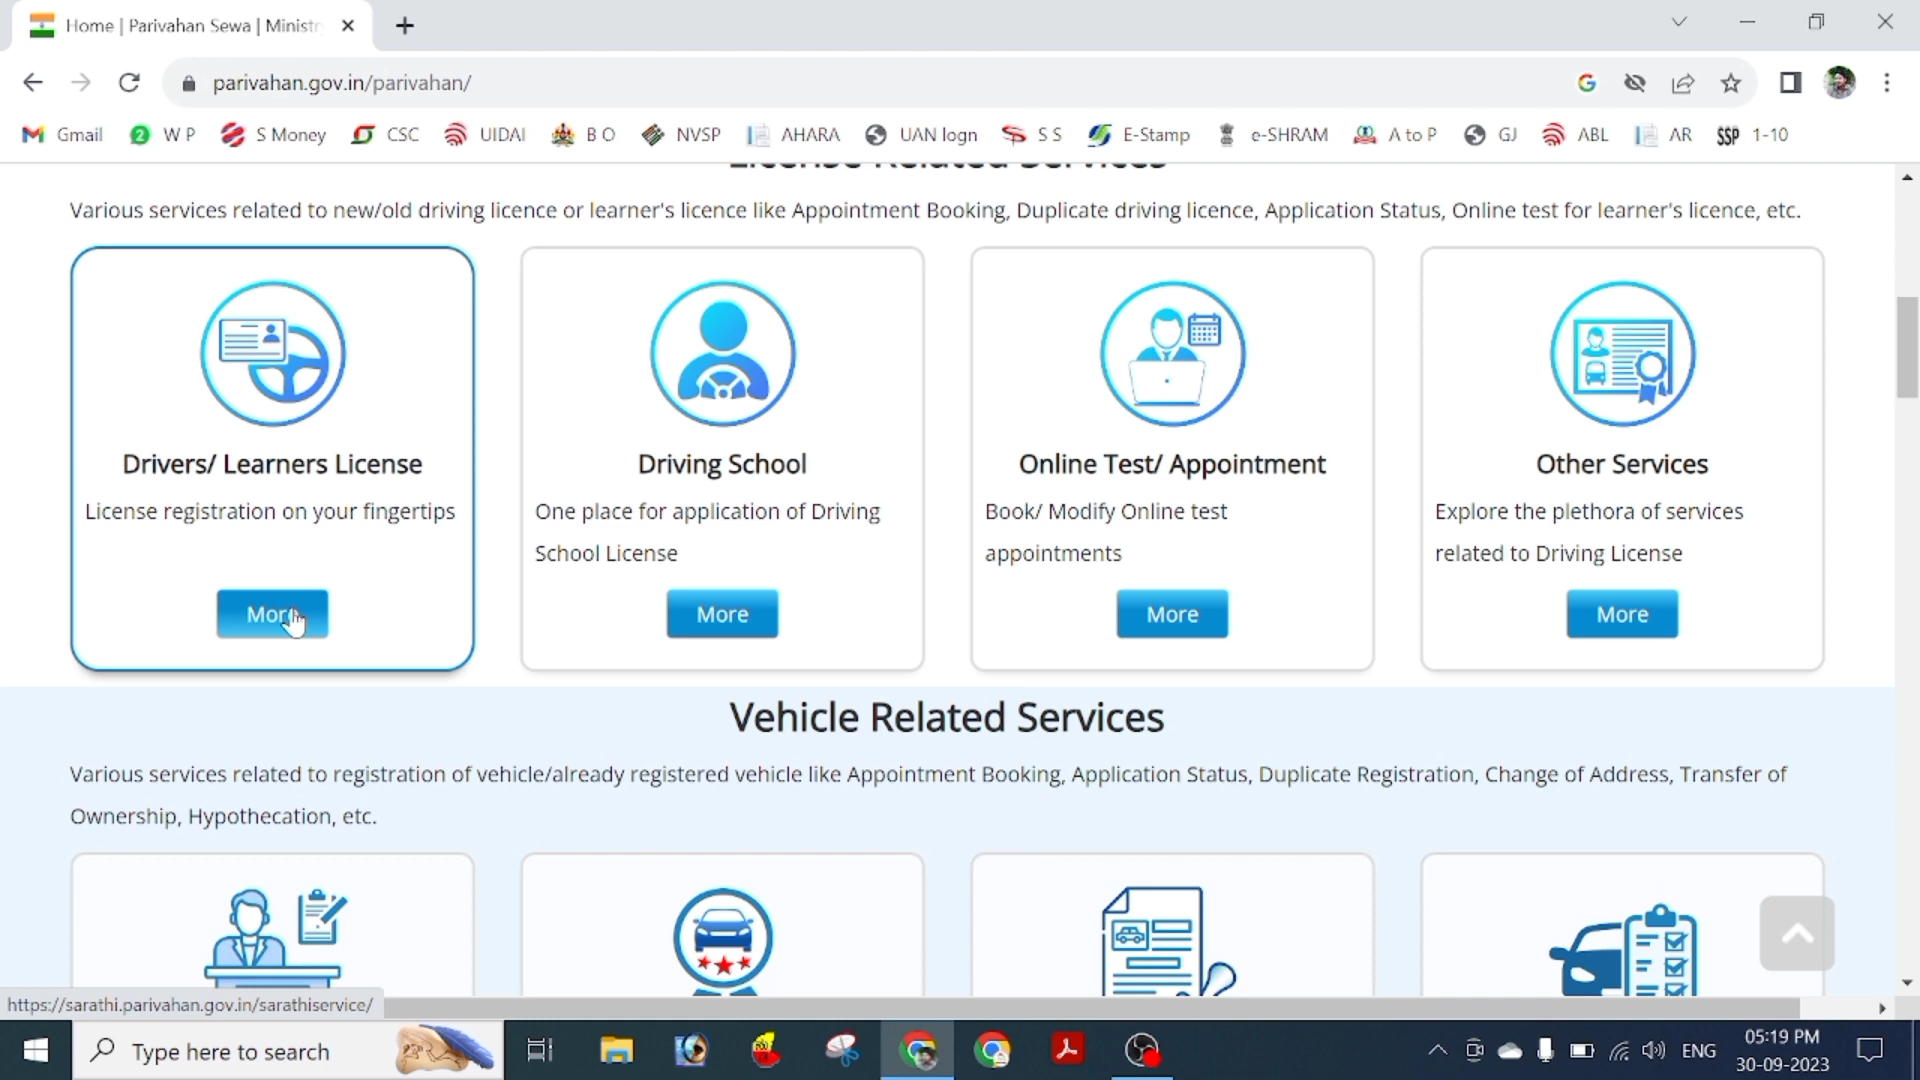 Home | Parivahan Sewa | Ministr
parivahan.gov.in/parivahan/
Gmail
2 W P
S Money
CSC
UIDAI
B O
NVSP
AHARA
UAN logn
S S
E-Stamp
e-SHRAM
A to P
GJ
ABL
AR
SSP 1-10
License Related Services
Various services related to new/old driving licence or learner's licence like Appointment Booking, Duplicate driving licence, Application Status, Online test for learner's licence, etc.
Drivers/ Learners License
License registration on your fingertips
More
Driving School
One place for application of Driving
School License
More
Online Test/ Appointment
Book/ Modify Online test
appointments
More
Other Services
Explore the plethora of services
related to Driving License
More
Vehicle Related Services
Various services related to registration of vehicle/already registered vehicle like Appointment Booking, Application Status, Duplicate Registration, Change of Address, Transfer of
Ownership, Hypothecation, etc.
https://sarathi.parivahan.gov.in/sarathiservice/
Type here to search
ENG
05:19 PM
30-09-2023